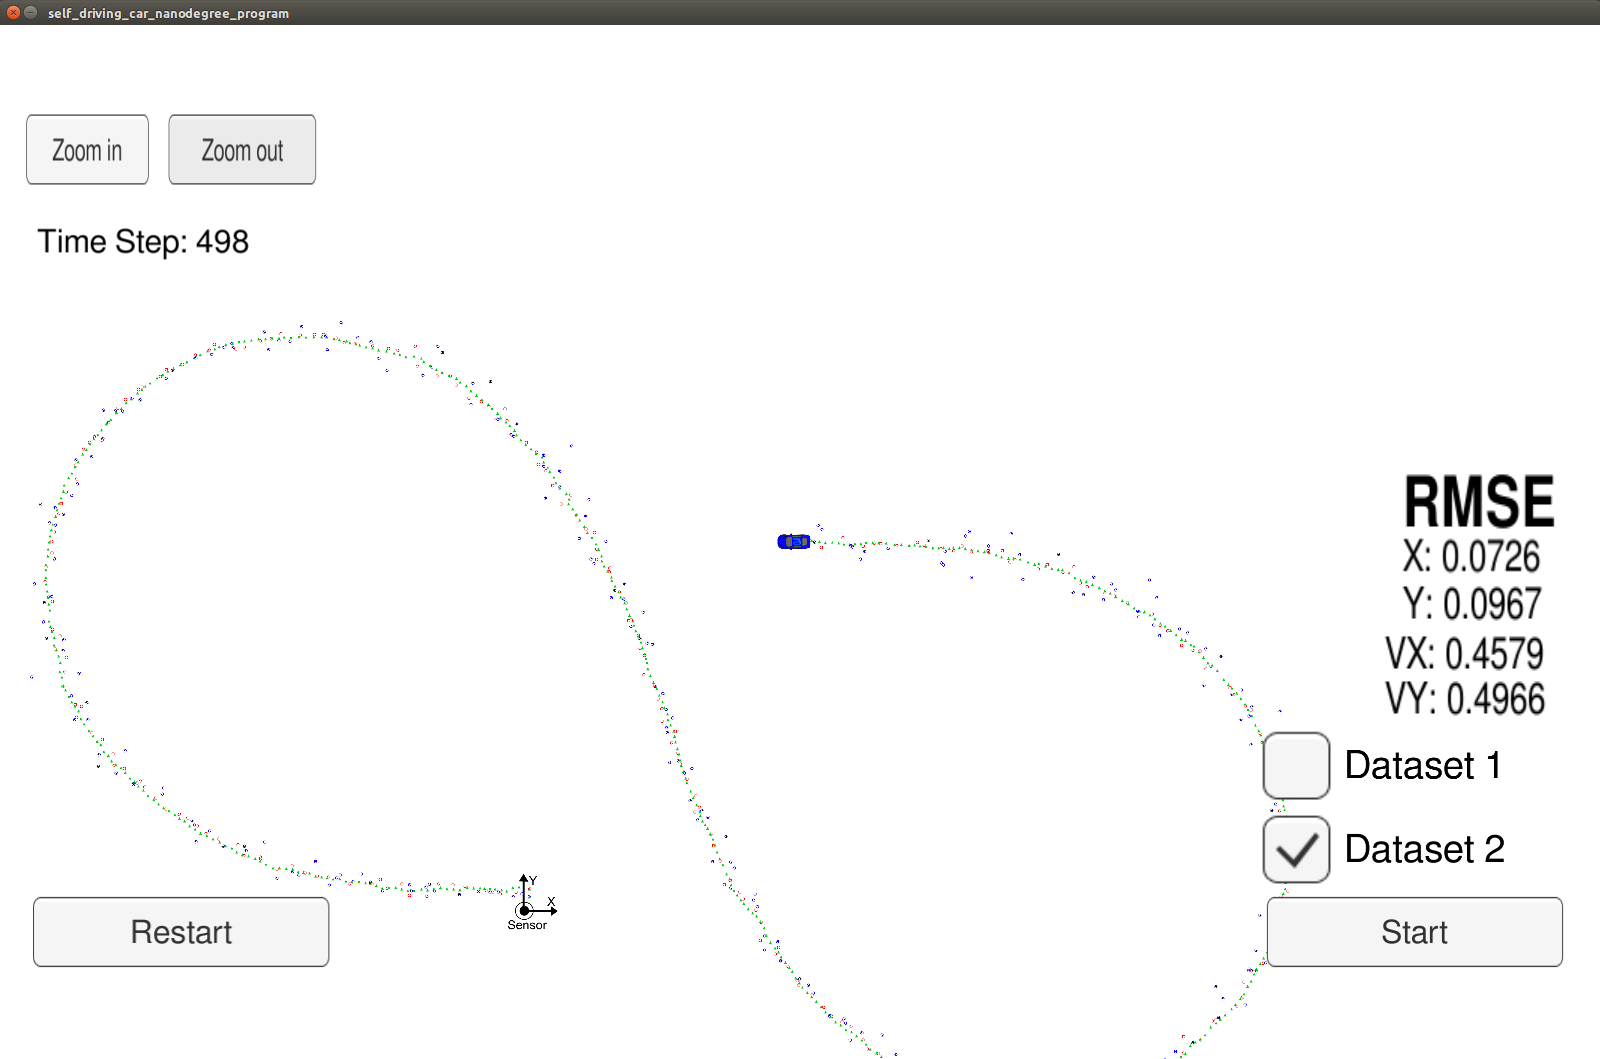 self_driving_car_nanodegree_program
Zoom in
Zoom out
Time Step: 498
RMSE
X: 0.0726
Y: 0.0967
VX: 0.4579
VY: 0.4966
Dataset 1
Dataset 2
Y
X
Sensor
Restart
Start